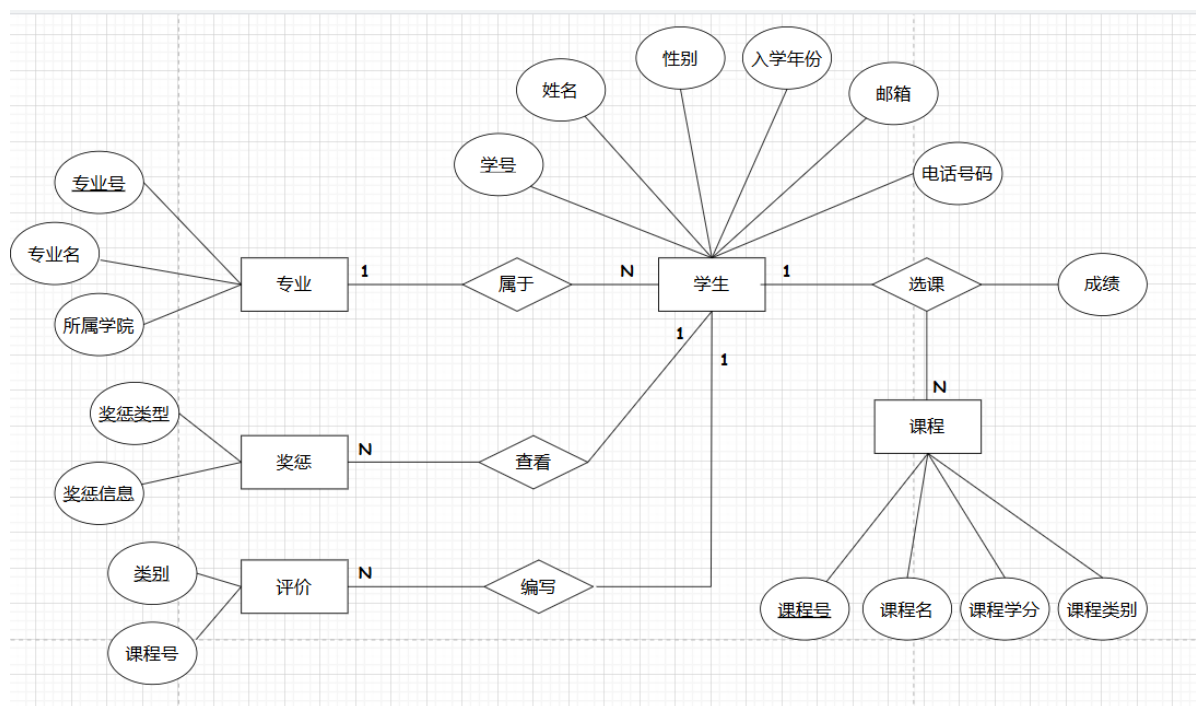 性别
入学年份
姓名
邮箱
学号
电话号码
专业号
专业名
所属学院
专业
1
属于
N
学生
1
选课
成绩
1
1
N
课程
奖惩类型
奖惩信息
奖惩
N
查看
类别
课程号
评价
N
编写
课程号
课程名
课程学分
课程类别